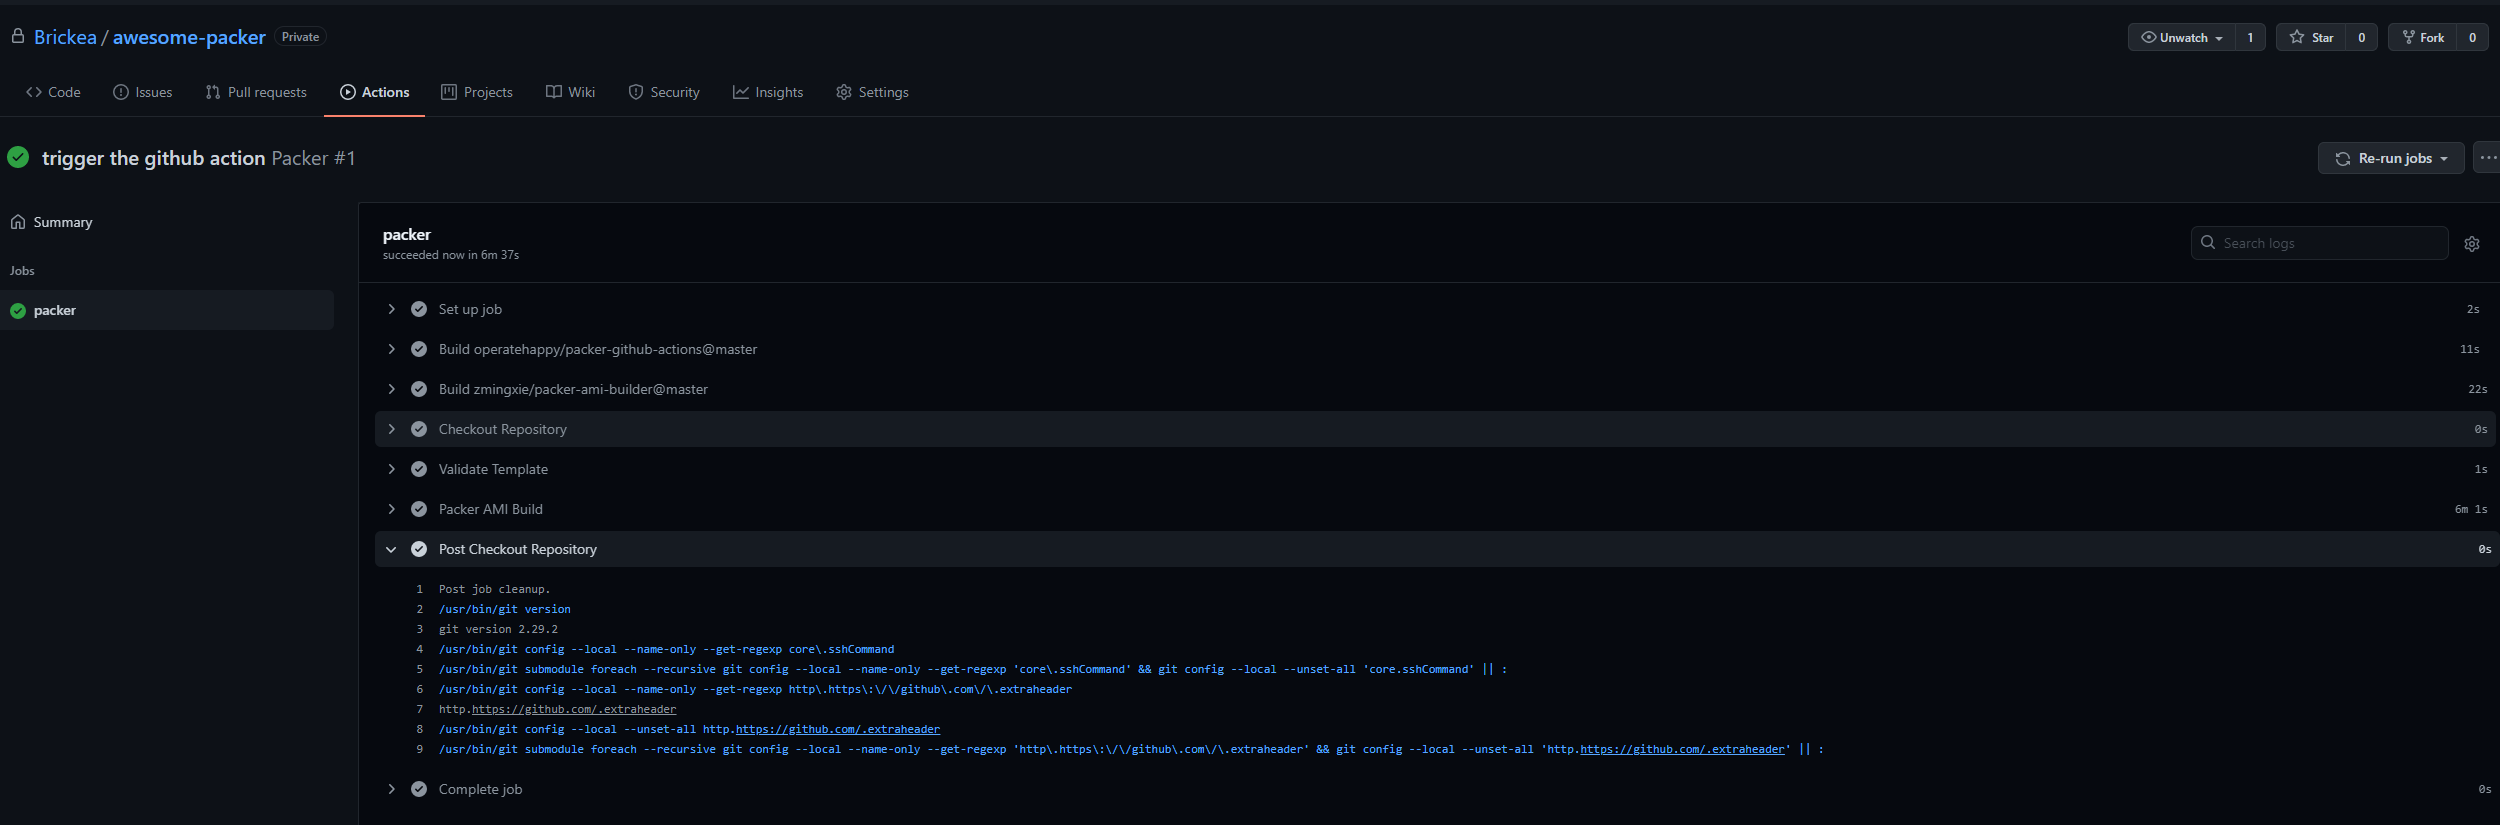 Brickea / awesome-packer Private
Unwatch 1 Star 0 Fork 0
Code Issues Pull requests Actions Projects Wiki Security Insights Settings
trigger the github action Packer #1
Re-run jobs
Summary
Jobs
packer
packer
succeeded now in 6m 37s
Search logs
Set up job 2s
Build operatehappy/packer-github-actions@master 11s
Build zmingxie/packer-ami-builder@master 22s
Checkout Repository 0s
Validate Template 1s
Packer AMI Build 6m 1s
Post Checkout Repository 0s
1 Post job cleanup.
2 /usr/bin/git version
3 git version 2.29.2
4 /usr/bin/git config --local --name-only --get-regexp core\.sshCommand
5 /usr/bin/git submodule foreach --recursive git config --local --name-only --get-regexp 'core\.sshCommand' && git config --local --unset-all 'core.sshCommand' || :
6 /usr/bin/git config --local --name-only --get-regexp http\.https\:\/\/github\.com\/\.extraheader
7 http.https://github.com/.extraheader
8 /usr/bin/git config --local --unset-all http.https://github.com/.extraheader
9 /usr/bin/git submodule foreach --recursive git config --local --name-only --get-regexp 'http\.https\:\/\/github\.com\/\.extraheader' && git config --local --unset-all 'http.https://github.com/.extraheader' || :
Complete job 0s